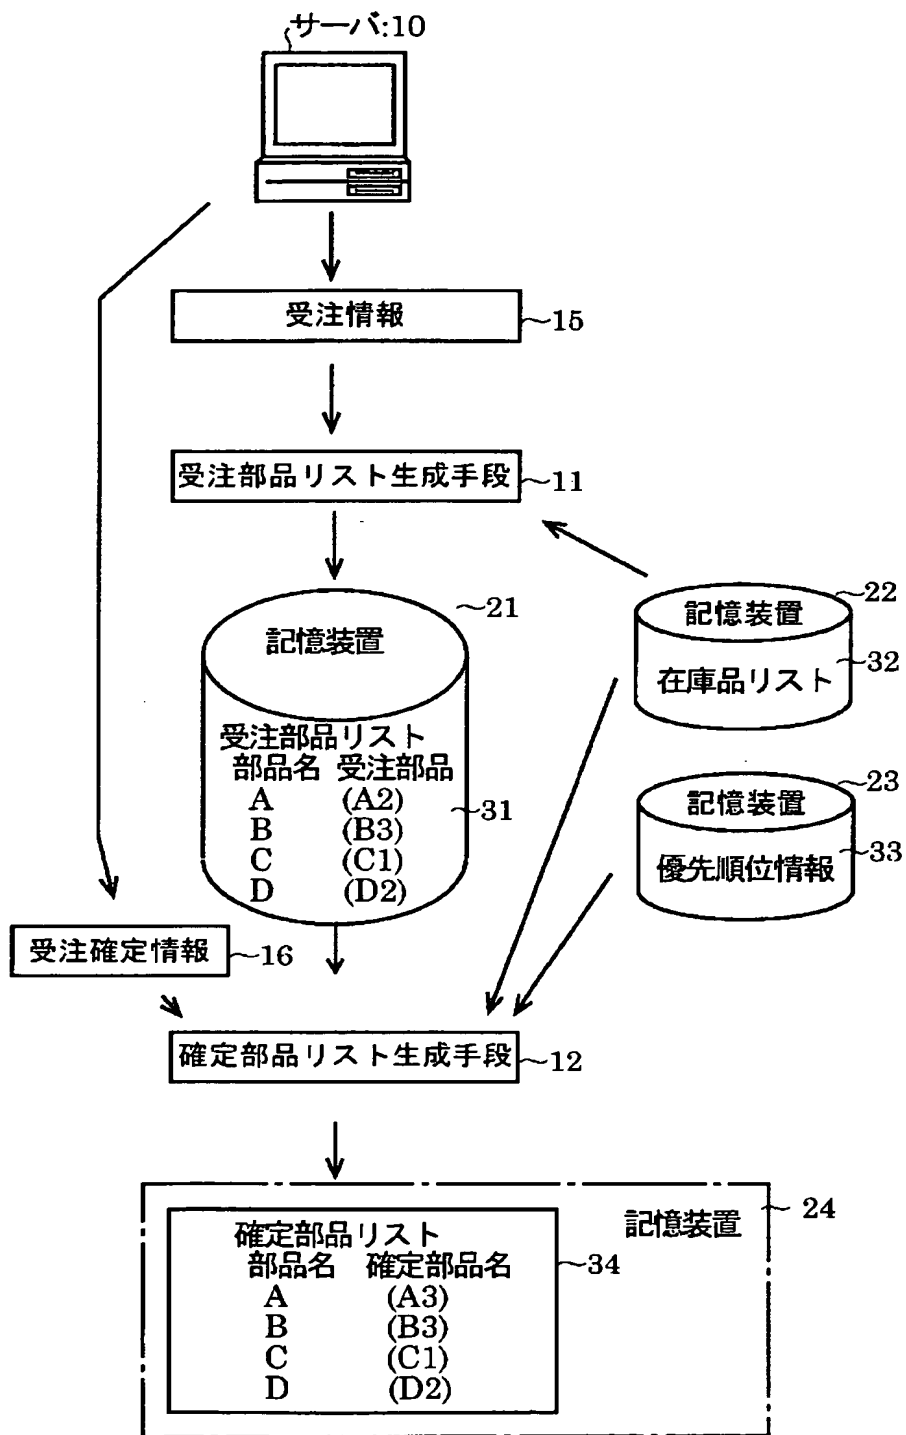 サーバ:10
受注情報 15
受注部品リスト生成手段 11
21
記憶装置
受注部品リスト
部品名 受注部品
A (A2)
B (B3)
C (C1)
D (D2)
31
22
記憶装置
32
在庫品リスト
23
記憶装置
33
優先順位情報
受注確定情報 16
確定部品リスト生成手段 12
24
記憶装置
確定部品リスト
部品名 確定部品名
34
A (A3)
B (B3)
C (C1)
D (D2)